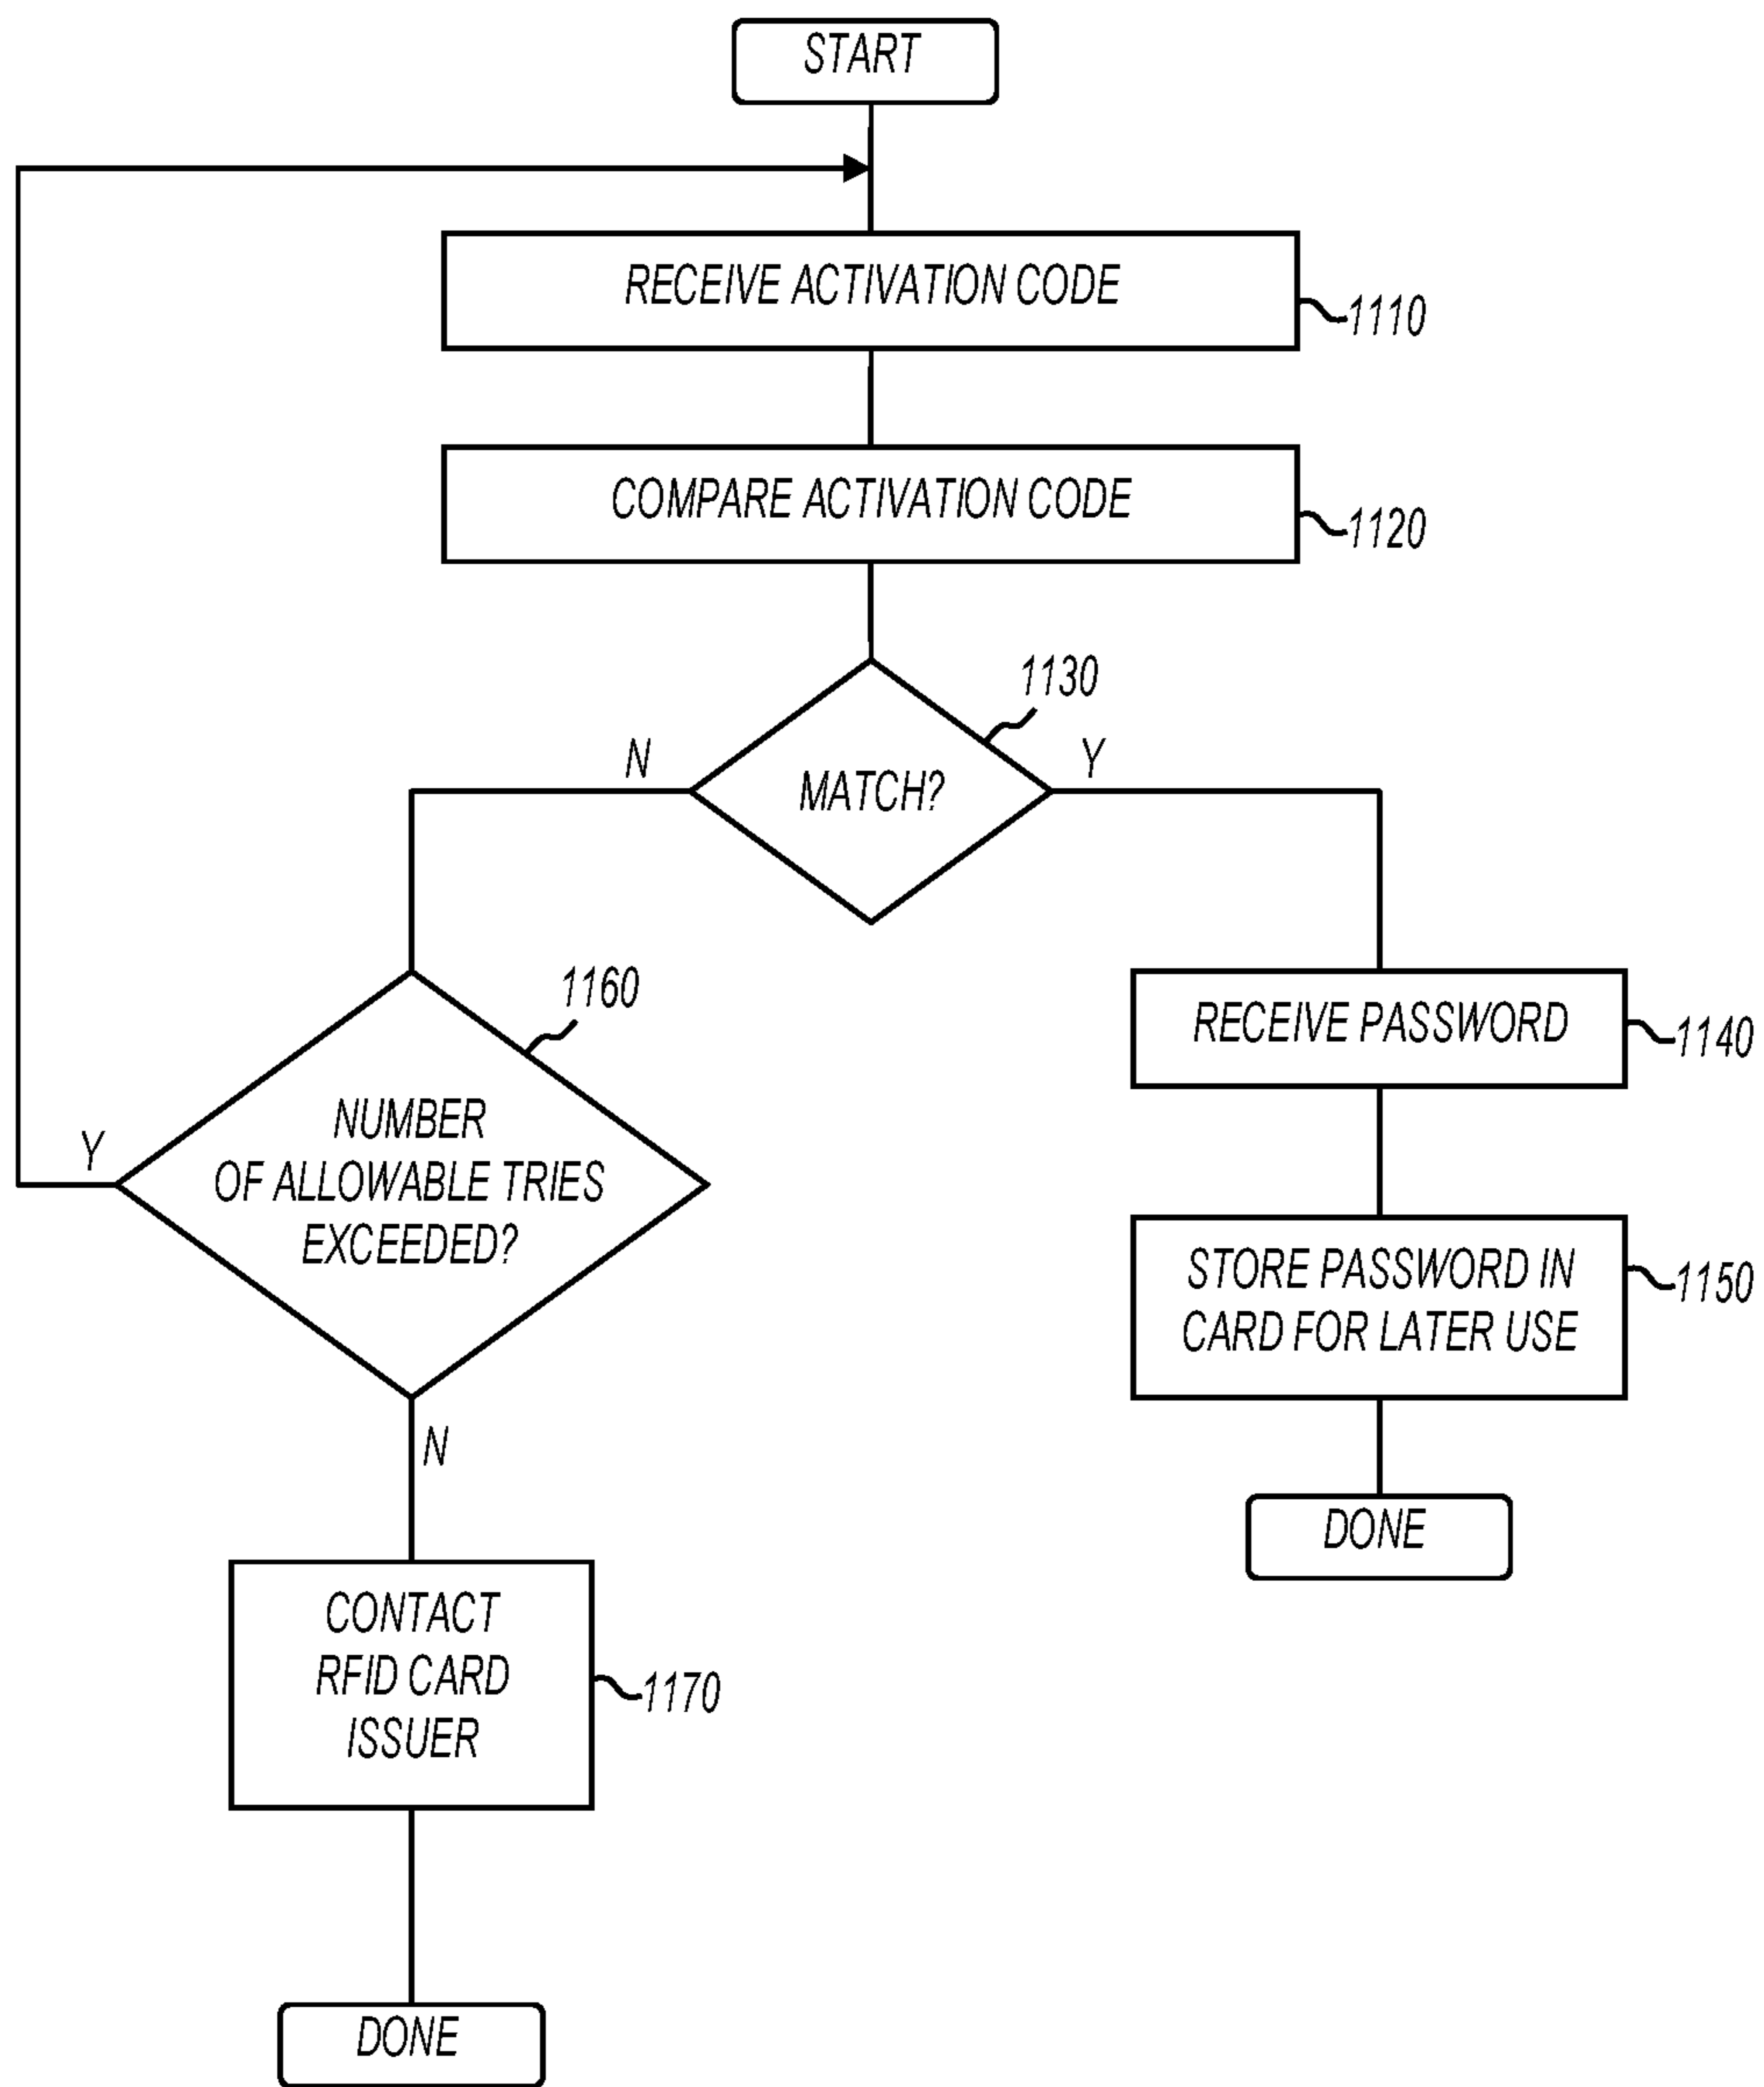 START
RECEIVE ACTIVATION CODE
1110
COMPARE ACTIVATION CODE
1120
1130
N
MATCH?
Y
1160
NUMBER
OF ALLOWABLE TRIES
EXCEEDED?
Y
N
RECEIVE PASSWORD
1140
STORE PASSWORD IN
CARD FOR LATER USE
1150
DONE
CONTACT
RFID CARD
ISSUER
1170
DONE